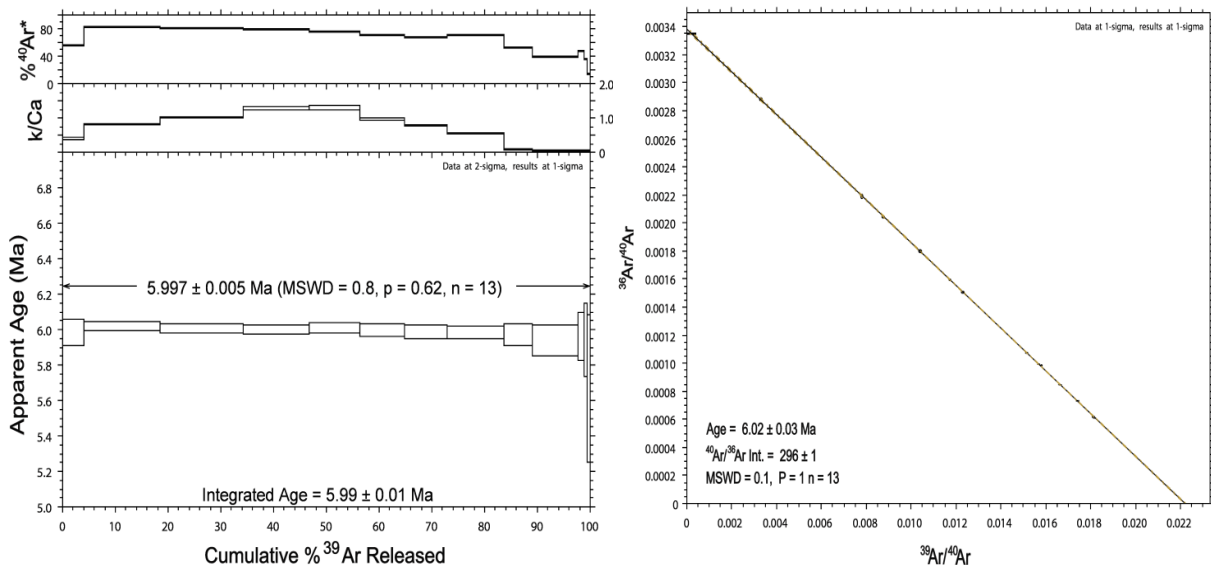 % ⁴⁰Ar*
80
40
0
k/Ca
2.0
1.0
0
Data at 2-sigma, results at 1-sigma
Apparent Age (Ma)
6.8
6.6
6.4
6.2
6.0
5.8
5.6
5.4
5.2
5.0
5.997 ± 0.005 Ma (MSWD = 0.8, p = 0.62, n = 13)
Integrated Age = 5.99 ± 0.01 Ma
0 10 20 30 40 50 60 70 80 90 100
Cumulative % ³⁹Ar Released
Data at 1-sigma, results at 1-sigma
³⁶Ar/⁴⁰Ar
0.0034
0.0032
0.0030
0.0028
0.0026
0.0024
0.0022
0.0020
0.0018
0.0016
0.0014
0.0012
0.0010
0.0008
0.0006
0.0004
0.0002
0
Age = 6.02 ± 0.03 Ma
⁴⁰Ar/³⁶Ar Int. = 296 ± 1
MSWD = 0.1, P = 1 n = 13
0 0.002 0.004 0.006 0.008 0.010 0.012 0.014 0.016 0.018 0.020 0.022
³⁹Ar/⁴⁰Ar